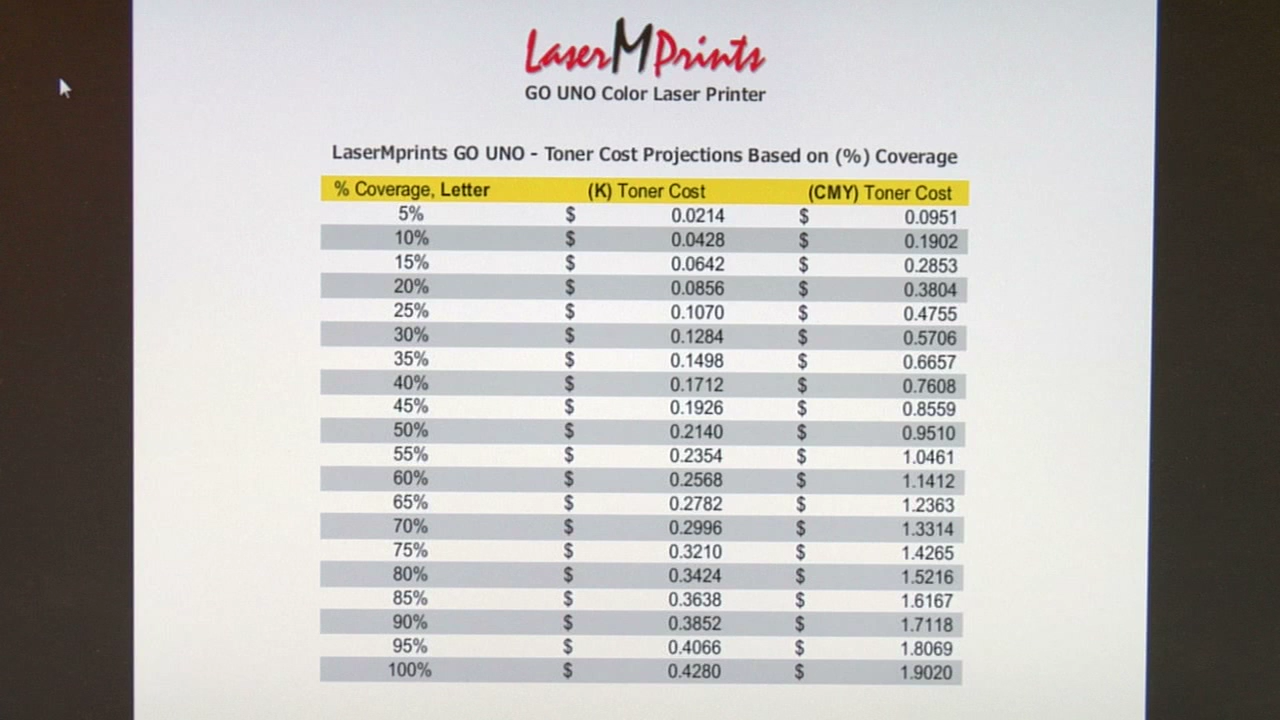 LaserMPrints
GO UNO Color Laser Printer
LaserMprints GO UNO - Toner Cost Projections Based on (%) Coverage
% Coverage, Letter (K) Toner Cost (CMY) Toner Cost
5% $ 0.0214 $ 0.0951
10% $ 0.0428 $ 0.1902
15% $ 0.0642 $ 0.2853
20% $ 0.0856 $ 0.3804
25% $ 0.1070 $ 0.4755
30% $ 0.1284 $ 0.5706
35% $ 0.1498 $ 0.6657
40% $ 0.1712 $ 0.7608
45% $ 0.1926 $ 0.8559
50% $ 0.2140 $ 0.9510
55% $ 0.2354 $ 1.0461
60% $ 0.2568 $ 1.1412
65% $ 0.2782 $ 1.2363
70% $ 0.2996 $ 1.3314
75% $ 0.3210 $ 1.4265
80% $ 0.3424 $ 1.5216
85% $ 0.3638 $ 1.6167
90% $ 0.3852 $ 1.7118
95% $ 0.4066 $ 1.8069
100% $ 0.4280 $ 1.9020